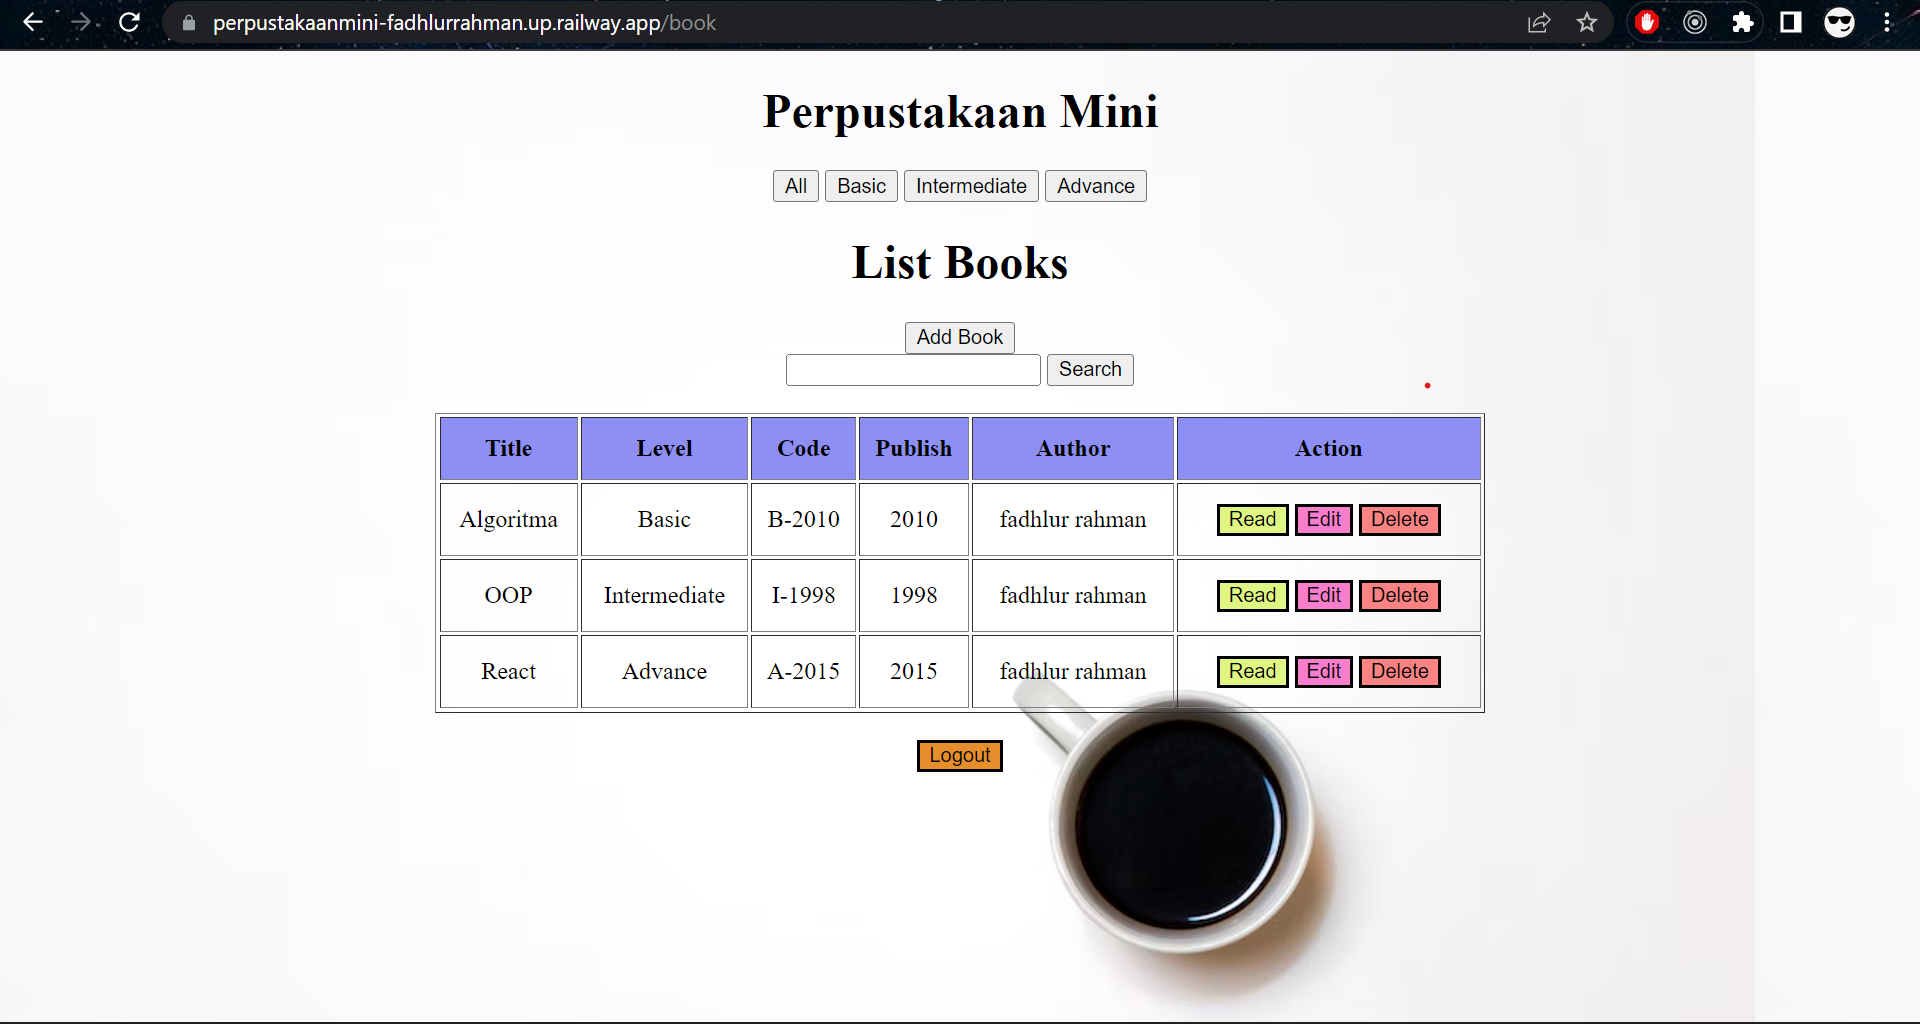 perpustakaanmini-fadhlurrahman.up.railway.app/book
Perpustakaan Mini
All Basic Intermediate Advance
List Books
Add Book
Search
Title Level Code Publish Author Action
Algoritma Basic B-2010 2010 fadhlur rahman Read Edit Delete
OOP Intermediate I-1998 1998 fadhlur rahman Read Edit Delete
React Advance A-2015 2015 fadhlur rahman Read Edit Delete
Logout